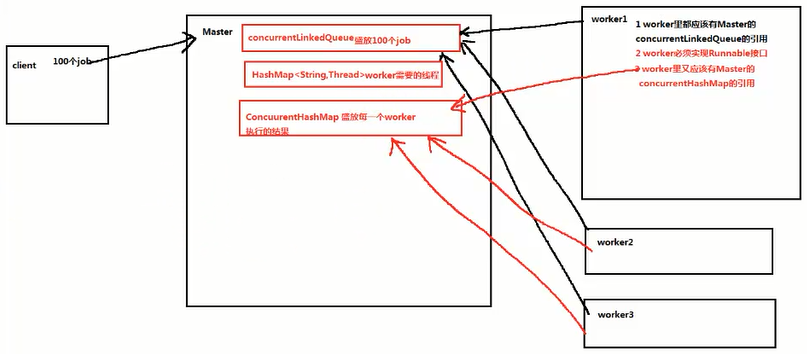 client
100个job
Master
concurrentLinkedQueue盛放100个job
HashMap<String,Thread>worker需要的线程
ConcuurentHashMap 盛放每一个worker
执行的结果
worker1
1 worker里都应该有Master的
concurrentLinkedQueue的引用
2 worker必须实现Runnable接口
3 worker里又应该有Master的
concurrentHashMap的引用
worker2
worker3